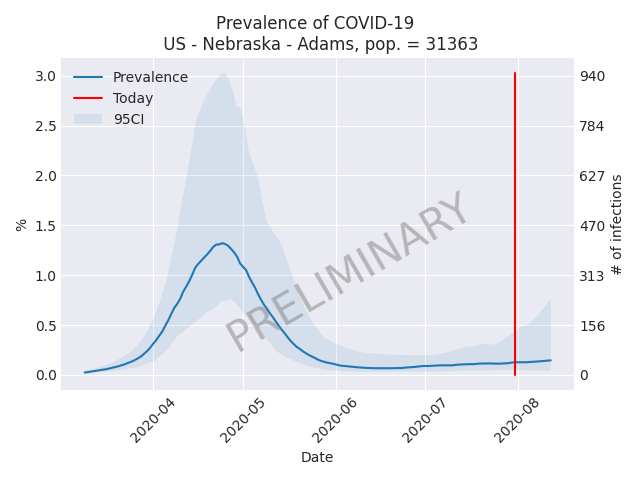 Prevalence of COVID-19
US - Nebraska - Adams, pop. = 31363
Prevalence
Today
95CI
3.0
2.5
2.0
1.5
1.0
0.5
0.0
%
940
784
627
470
313
156
0
# of infections
PRELIMINARY
2020-04
2020-05
2020-06
2020-07
2020-08
Date